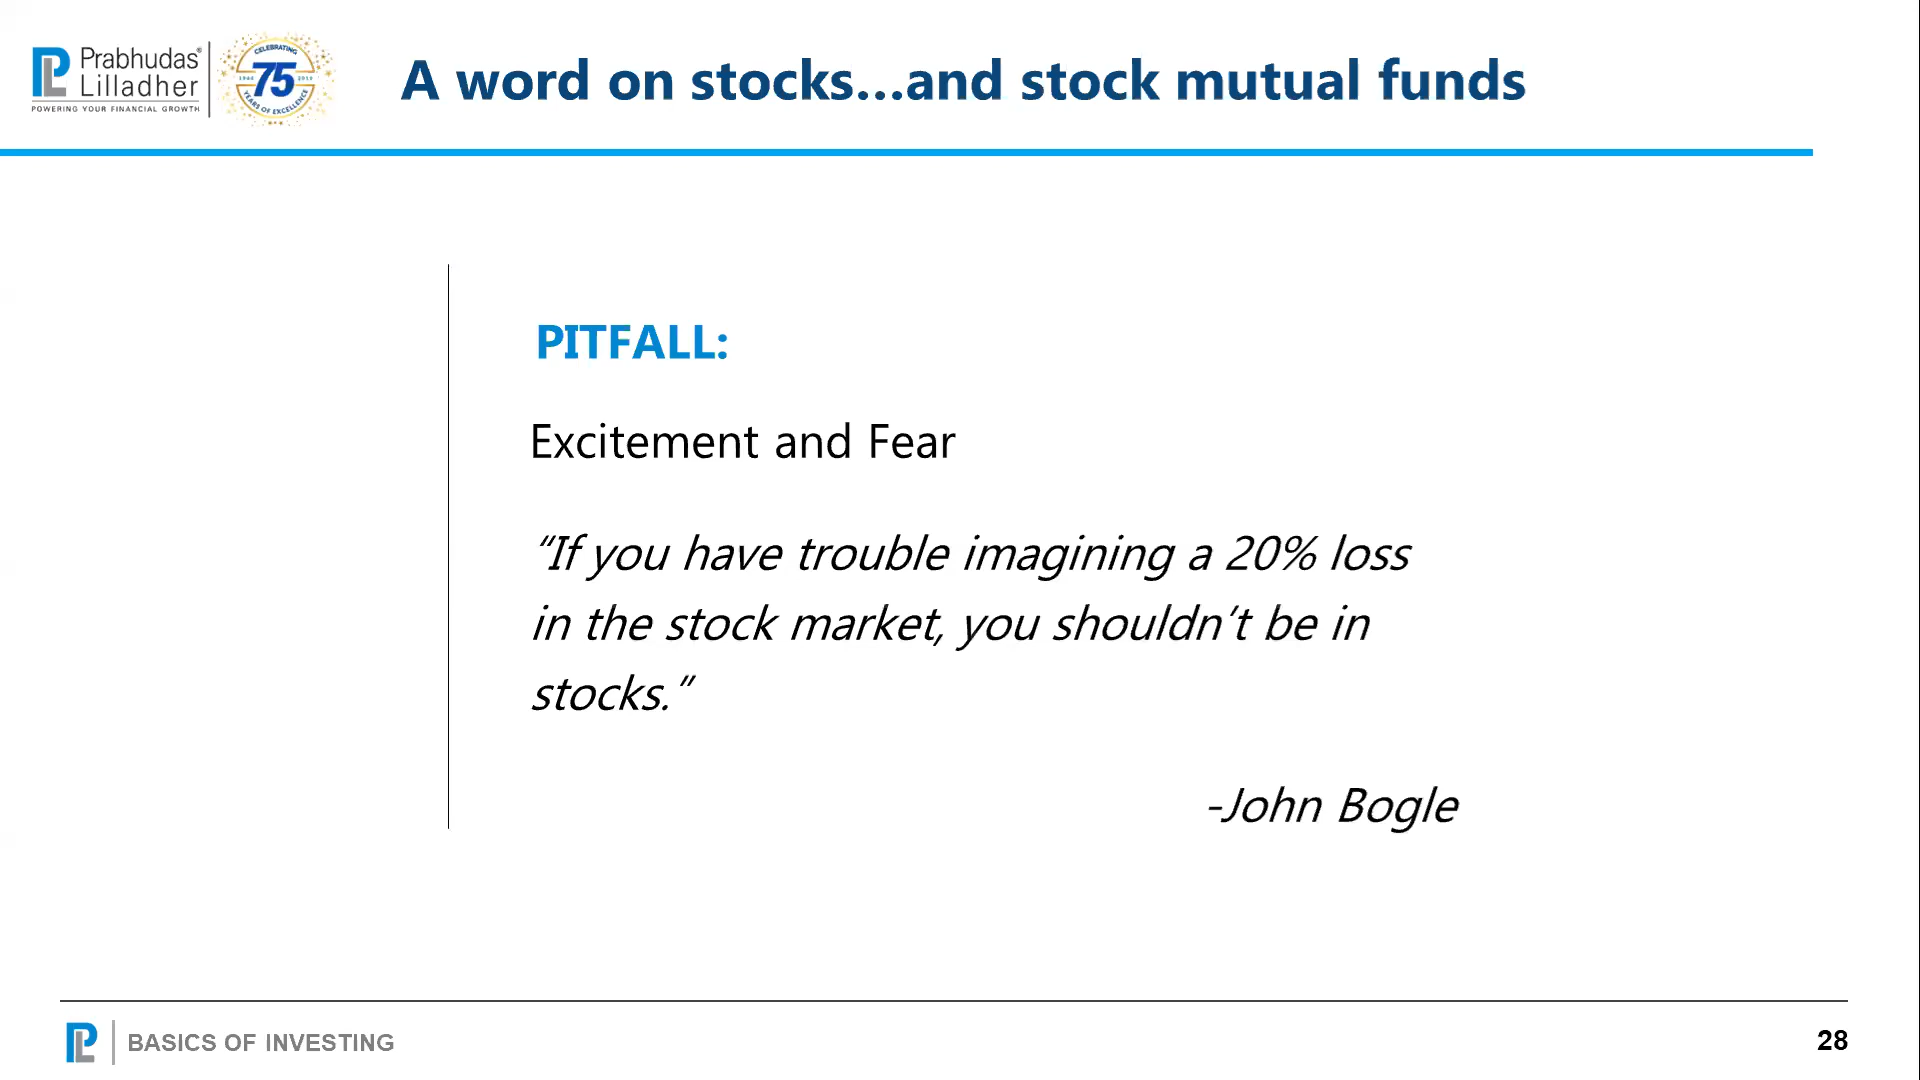 Prabhudas®
Lilladher
POWERING YOUR FINANCIAL GROWTH
CELEBRATING
75
YEARS OF EXCELLENCE
A word on stocks...and stock mutual funds
PITFALL:
Excitement and Fear
“If you have trouble imagining a 20% loss
in the stock market, you shouldn’t be in
stocks.”
-John Bogle
BASICS OF INVESTING
28